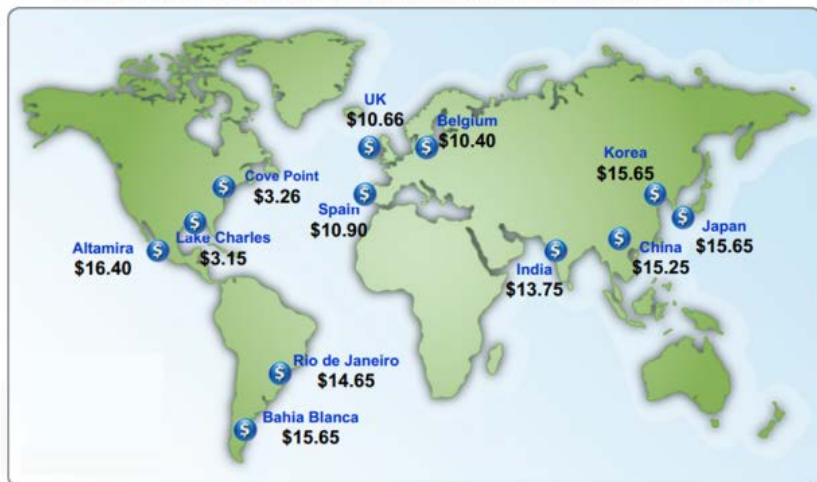 UK
$10.66
Belgium
$10.40
Korea
$15.65
Cove Point
$3.26
Spain
$10.90
Japan
$15.65
Lake Charles
$3.15
Altamira
$16.40
China
$15.25
India
$13.75
Rio de Janeiro
$14.65
Bahia Blanca
$15.65